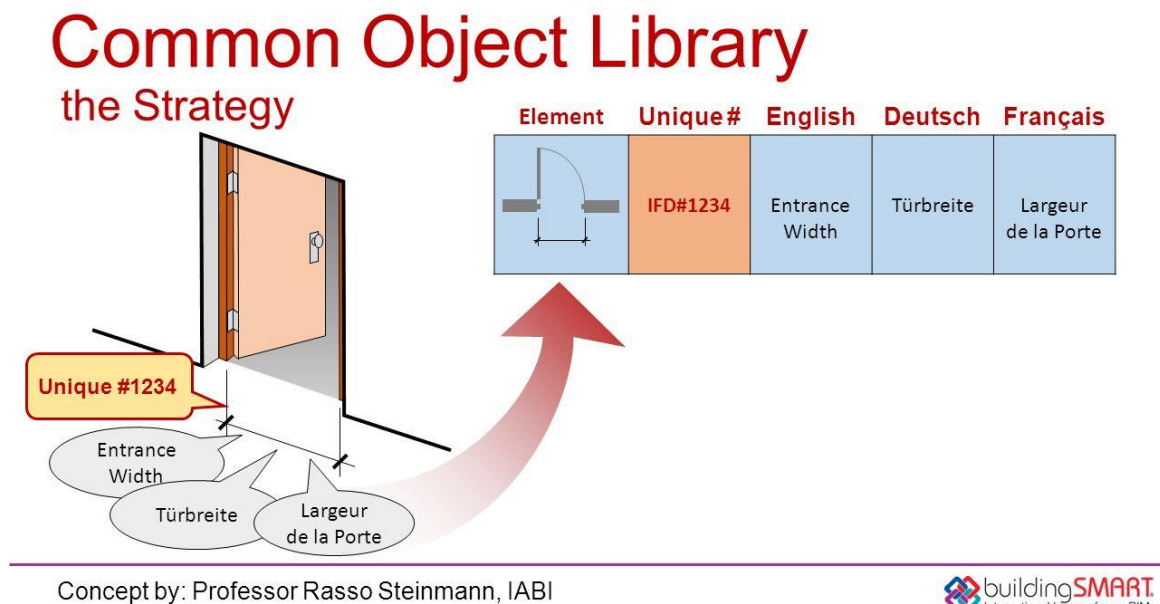 Common Object Library
the Strategy
Element Unique # English Deutsch Français
IFD#1234
Entrance
Width
Türbreite
Largeur
de la Porte
Unique #1234
Entrance
Width
Türbreite
Largeur
de la Porte
Concept by: Professor Rasso Steinmann, IABI
buildingSMART.